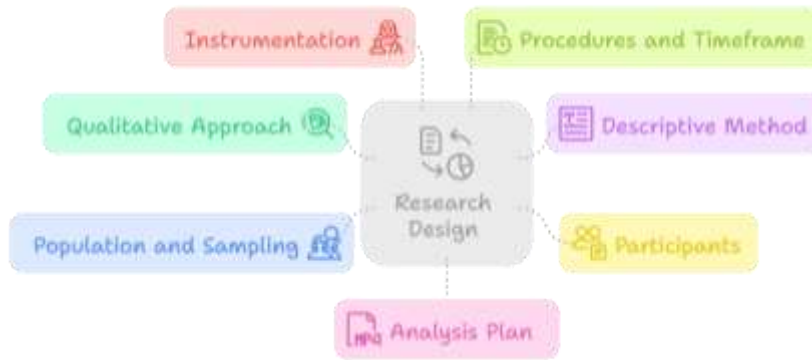 Instrumentation
Procedures and Timeframe
Qualitative Approach
Descriptive Method
Research
Design
Population and Sampling
Participants
Analysis Plan